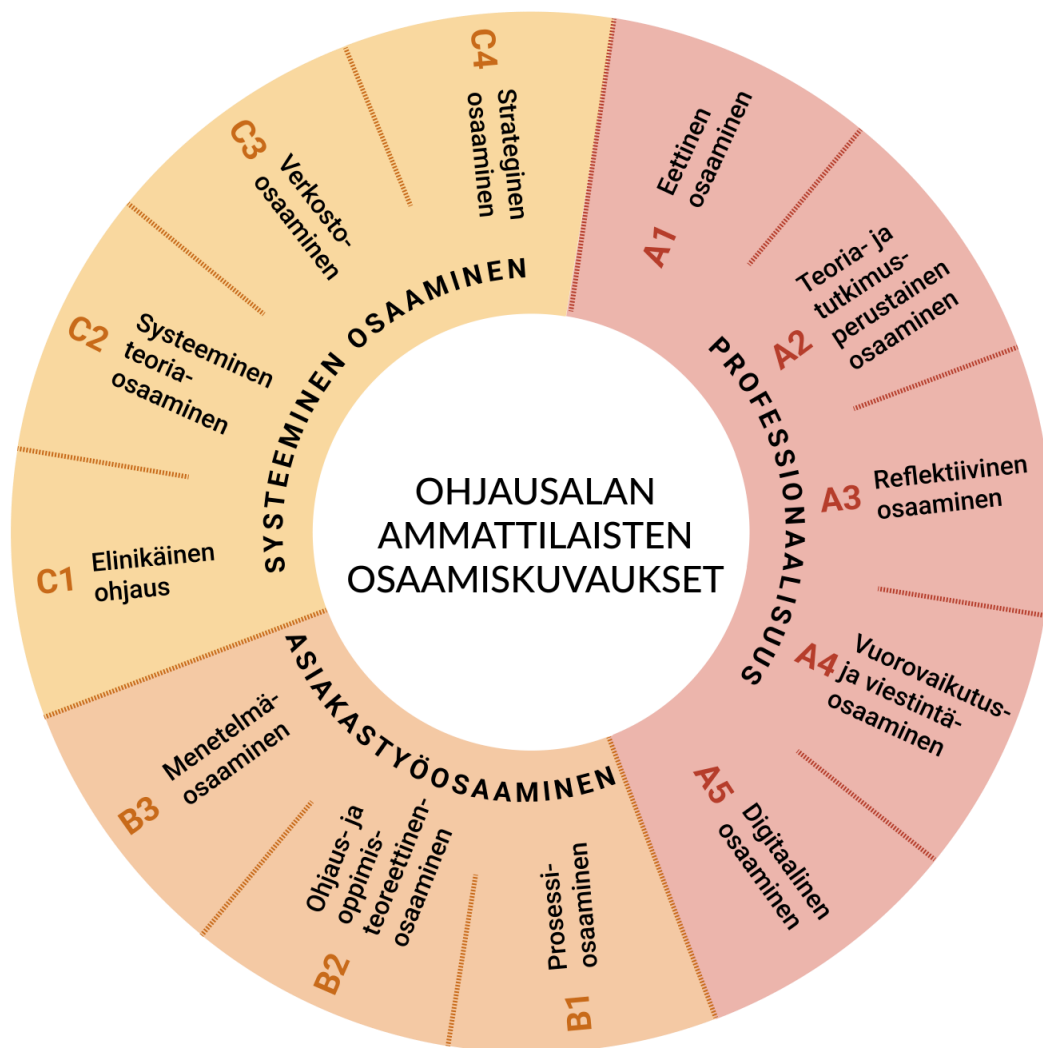 OHJAUSALAN
AMMATTILAISTEN
OSAAMISKUVAUKSET
PROFESSIONAALISUUS
A1
Eettinen
osaaminen
A2
Teoria- ja
tutkimus-
perustainen
osaaminen
A3
Reflektiivinen
osaaminen
A4
Vuorovaikutus-
ja viestintä-
osaaminen
A5
Digitaalinen
osaaminen
ASIAKASTYÖOSAAMINEN
B1
Prosessi-
osaaminen
B2
Ohjaus- ja
oppimis-
teoreettinen-
osaaminen
B3
Menetelmä-
osaaminen
SYSTEEMINEN OSAAMINEN
C1
Elinikäinen
ohjaus
C2
Systeeminen
teoria-
osaaminen
C3
Verkosto-
osaaminen
C4
Strateginen
osaaminen